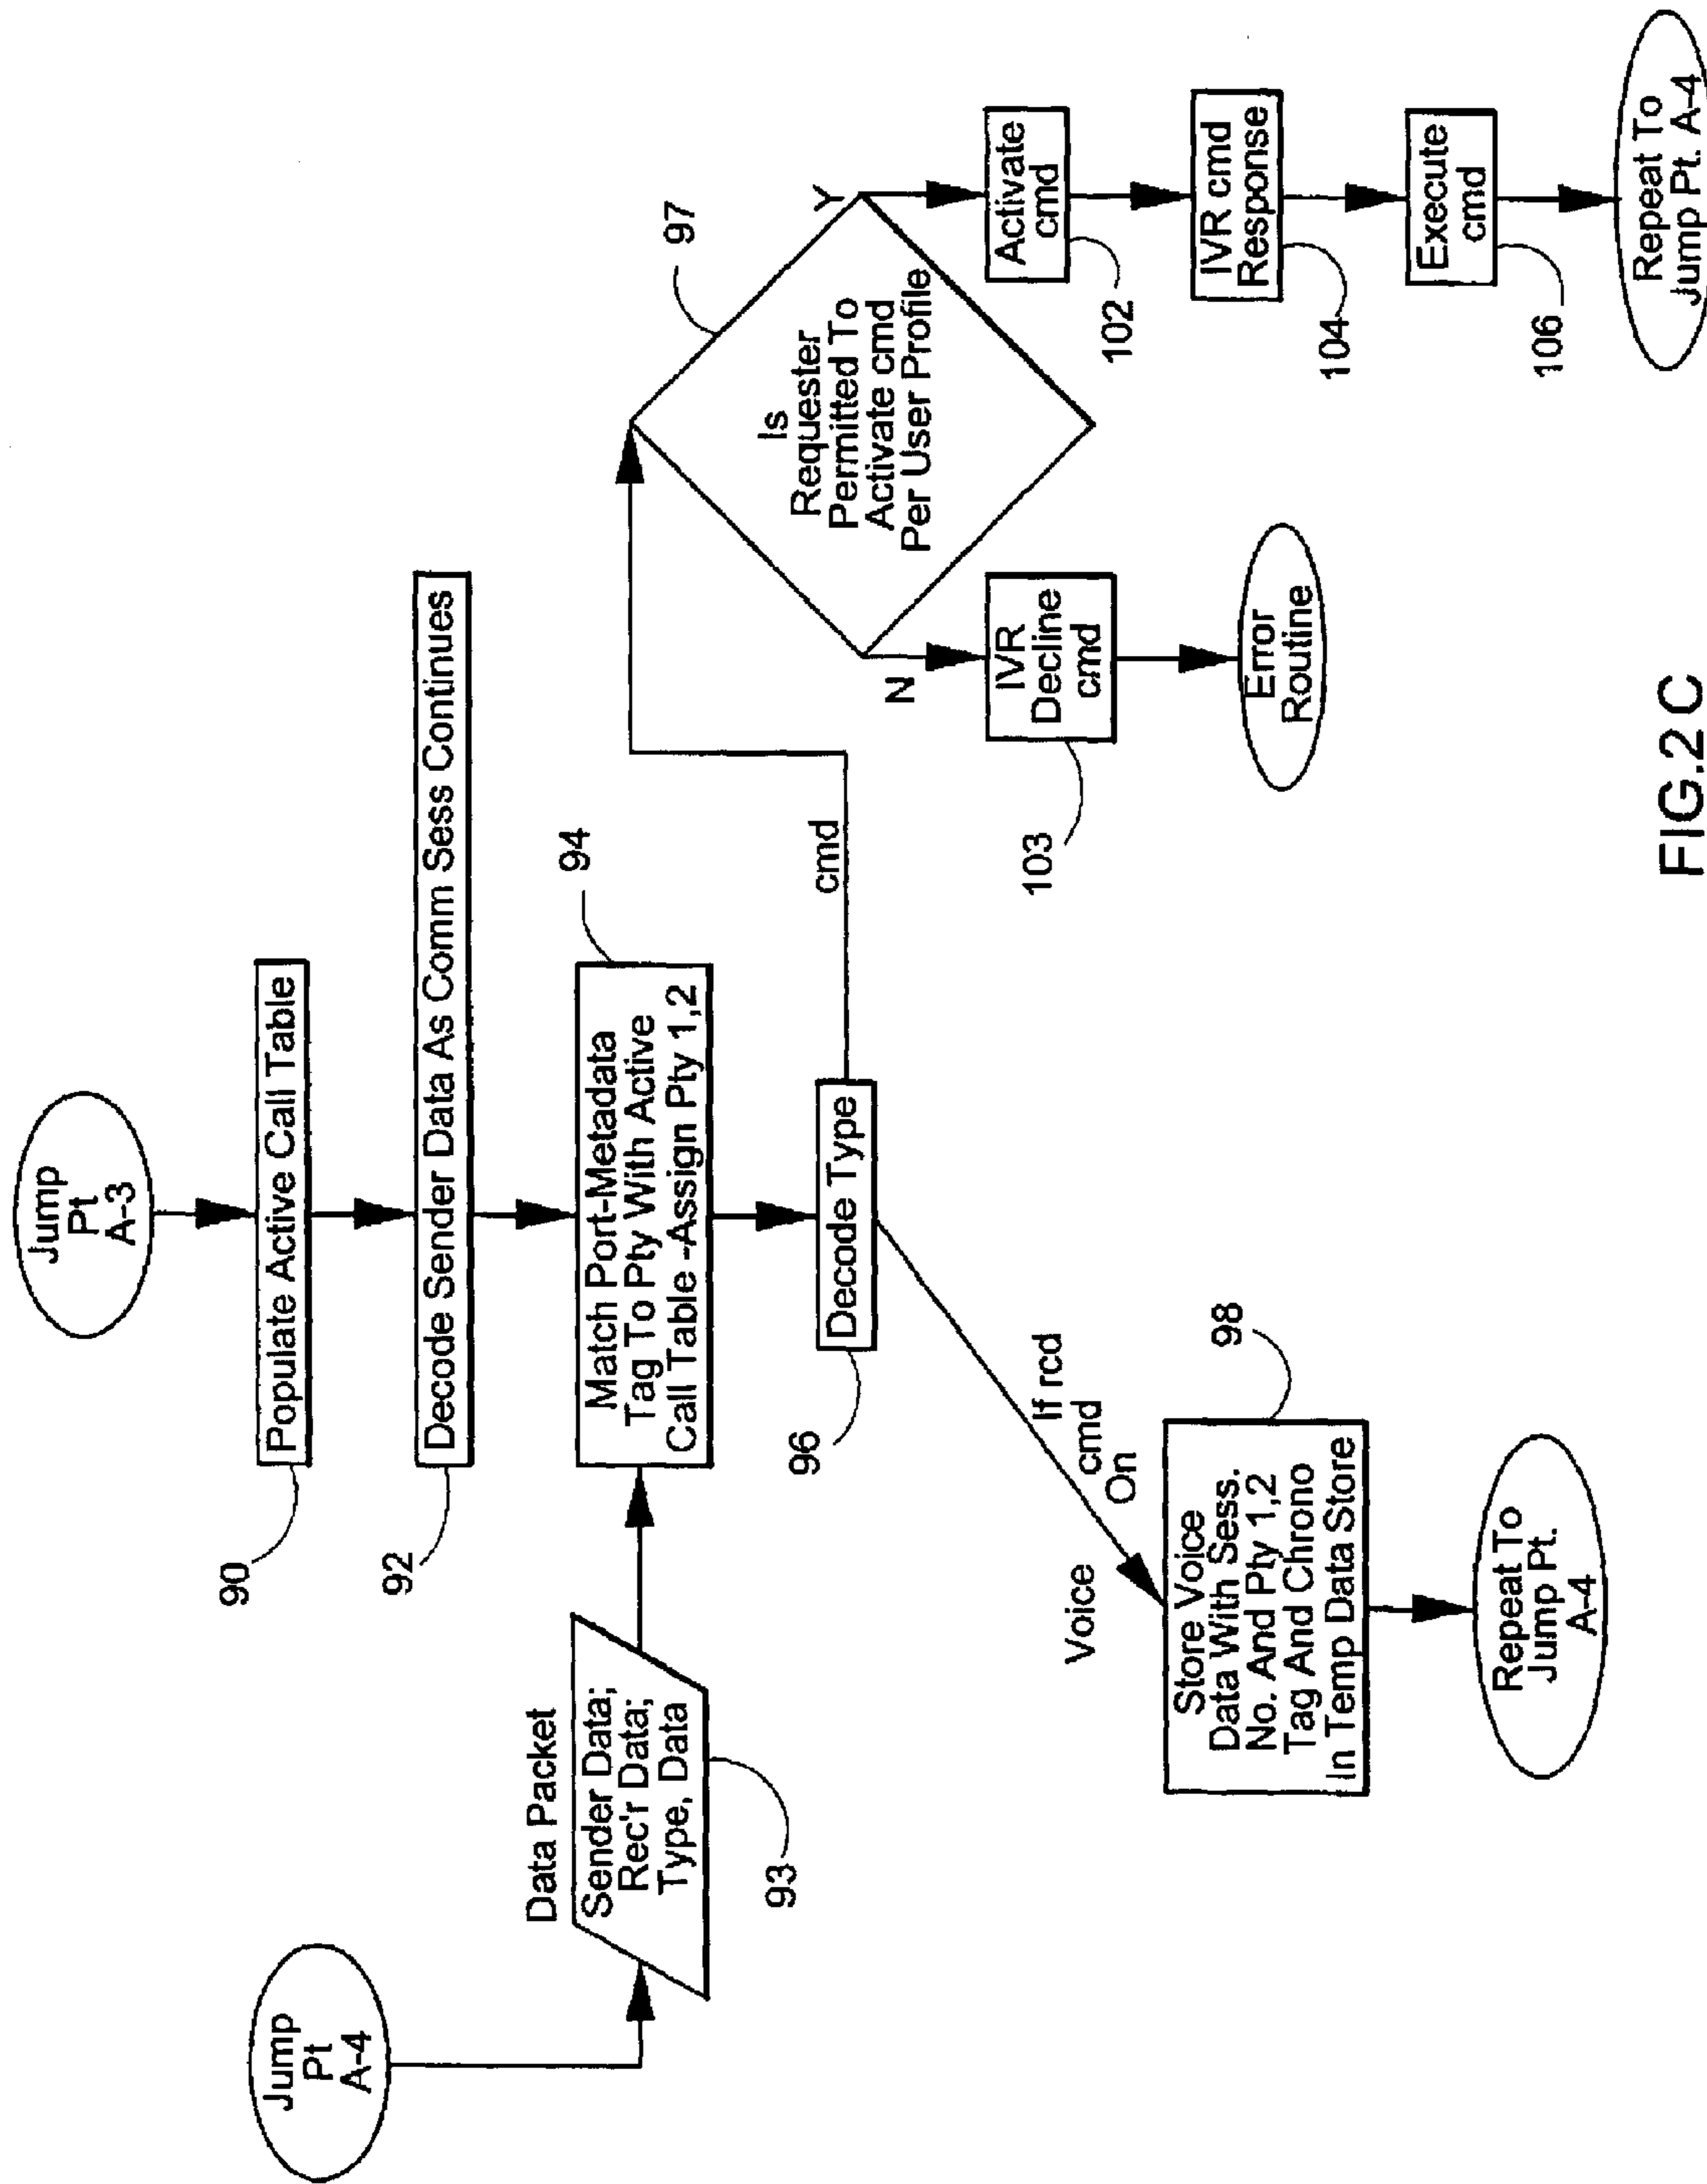 Jump
Pt
A-3
Populate Active Call Table
90
Decode Sender Data As Comm Sess Continues
92
Jump
Pt
A-4
Data Packet
Sender Data;
Rec'r Data;
Type, Data
93
Match Port-Metadata
Tag To Pty With Active
Call Table -Assign Pty 1,2
94
Decode Type
96
cmd
If rcd
cmd
On
Voice
Store Voice
Data With Sess.
No. And Pty 1,2
Tag And Chrono
In Temp Data Store
98
Repeat To
Jump Pt.
A-4
Is
Requester
Permitted To
Activate cmd
Per User Profile
97
N
IVR
Decline
cmd
103
Error
Routine
Y
Activate
cmd
102
IVR cmd
Response
104
Execute
cmd
106
Repeat To
Jump Pt. A-4
FIG.2 C